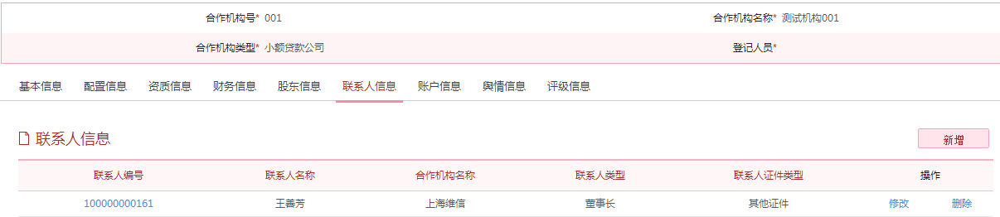 合作机构号* 001 合作机构名称* 测试机构001
合作机构类型* 小额贷款公司 登记人员*
基本信息 配置信息 资质信息 财务信息 股东信息 联系人信息 账户信息 舆情信息 评级信息
联系人信息 新增
联系人编号 联系人名称 合作机构名称 联系人类型 联系人证件类型 操作
100000000161 王善芳 上海维信 董事长 其他证件 修改 删除